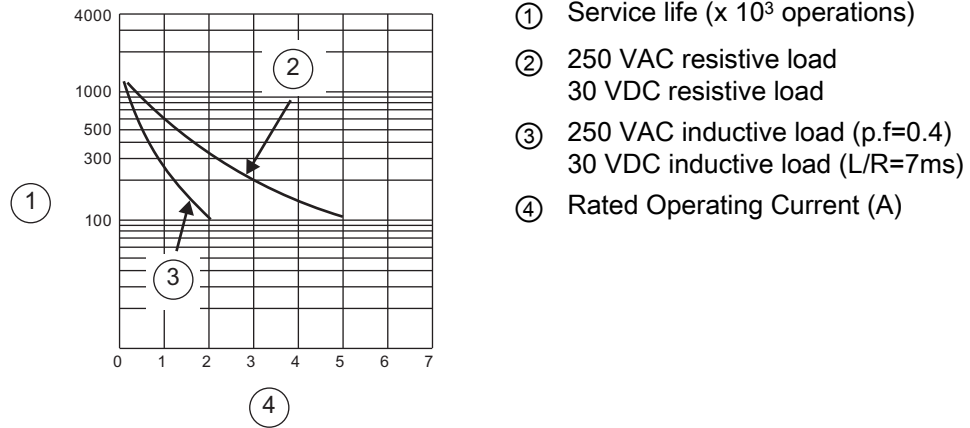 4000
1000
500
300
100
0 1 2 3 4 5 6 7
1
2
3
4
① Service life (x 10³ operations)
② 250 VAC resistive load
30 VDC resistive load
③ 250 VAC inductive load (p.f=0.4)
30 VDC inductive load (L/R=7ms)
④ Rated Operating Current (A)